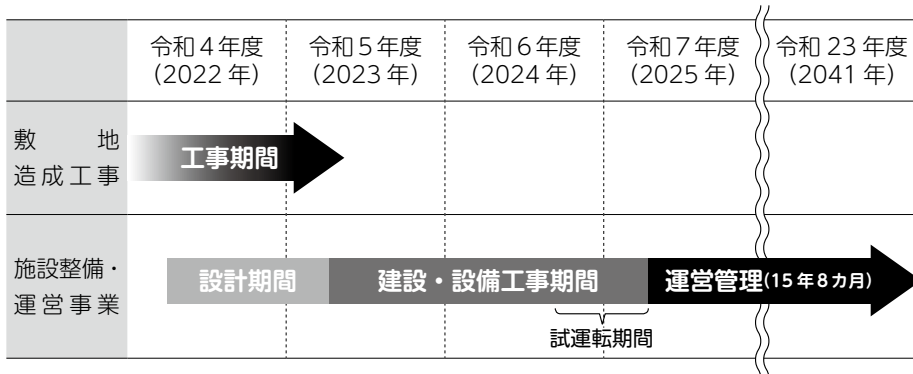 令和４年度 令和５年度 令和６年度 令和７年度 令和 23 年度
（2022 年） （2023 年） （2024 年） （2025 年） （2041 年）
敷地
造成工事
工事期間
施設整備・
運営事業
設計期間 建設・設備工事期間 運営管理(15年8カ月)
試運転期間